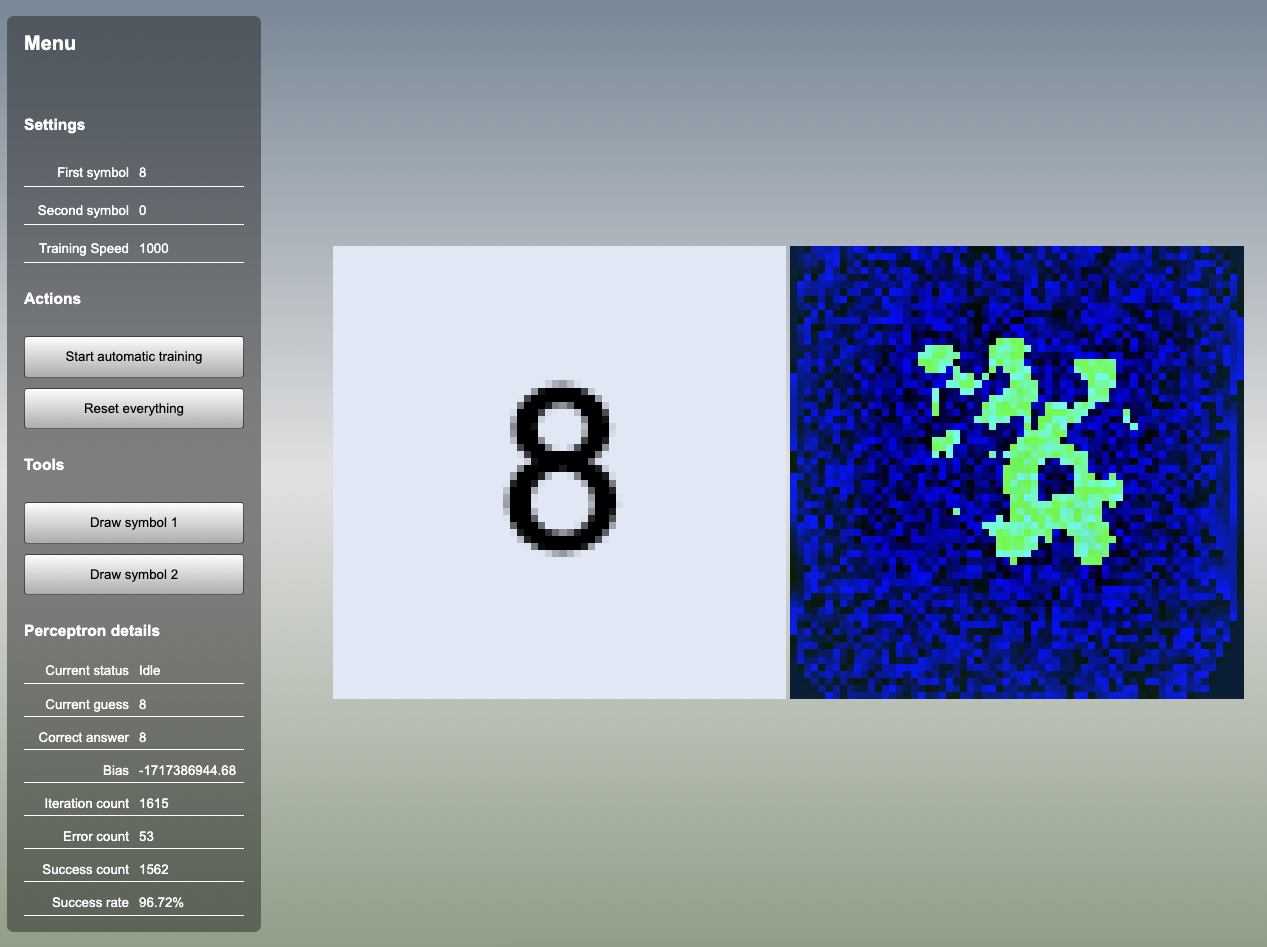 Menu
Settings
First symbol 8
Second symbol 0
Training Speed 1000
Actions
Start automatic training
Reset everything
Tools
Draw symbol 1
Draw symbol 2
Perceptron details
Current status Idle
Current guess 8
Correct answer 8
Bias -1717386944.68
Iteration count 1615
Error count 53
Success count 1562
Success rate 96.72%
8